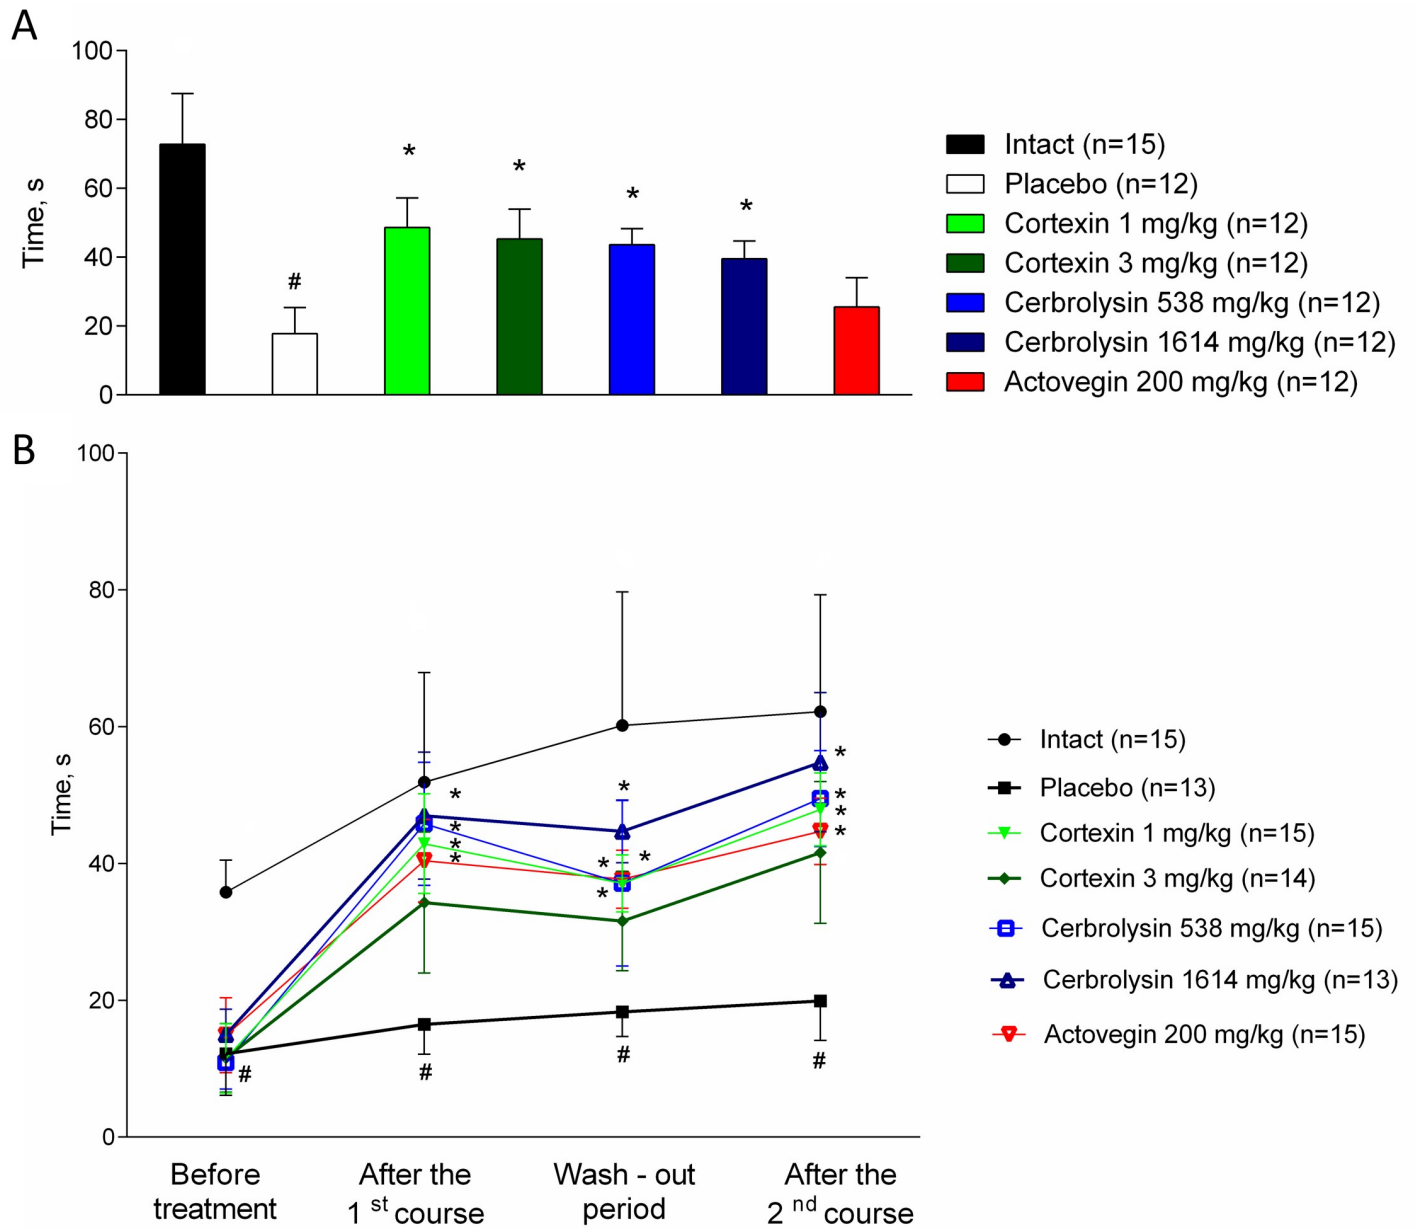 A
100
80
60
40
20
0
Time, s
#
*
*
*
*
Intact (n=15)
Placebo (n=12)
Cortexin 1 mg/kg (n=12)
Cortexin 3 mg/kg (n=12)
Cerbrolysin 538 mg/kg (n=12)
Cerbrolysin 1614 mg/kg (n=12)
Actovegin 200 mg/kg (n=12)
B
100
80
60
40
20
0
Time, s
#
*
*
*
*
#
*
*
*
*
#
*
*
*
*
#
Before
treatment
After the
1 st course
Wash - out
period
After the
2 nd course
Intact (n=15)
Placebo (n=13)
Cortexin 1 mg/kg (n=15)
Cortexin 3 mg/kg (n=14)
Cerbrolysin 538 mg/kg (n=15)
Cerbrolysin 1614 mg/kg (n=13)
Actovegin 200 mg/kg (n=15)